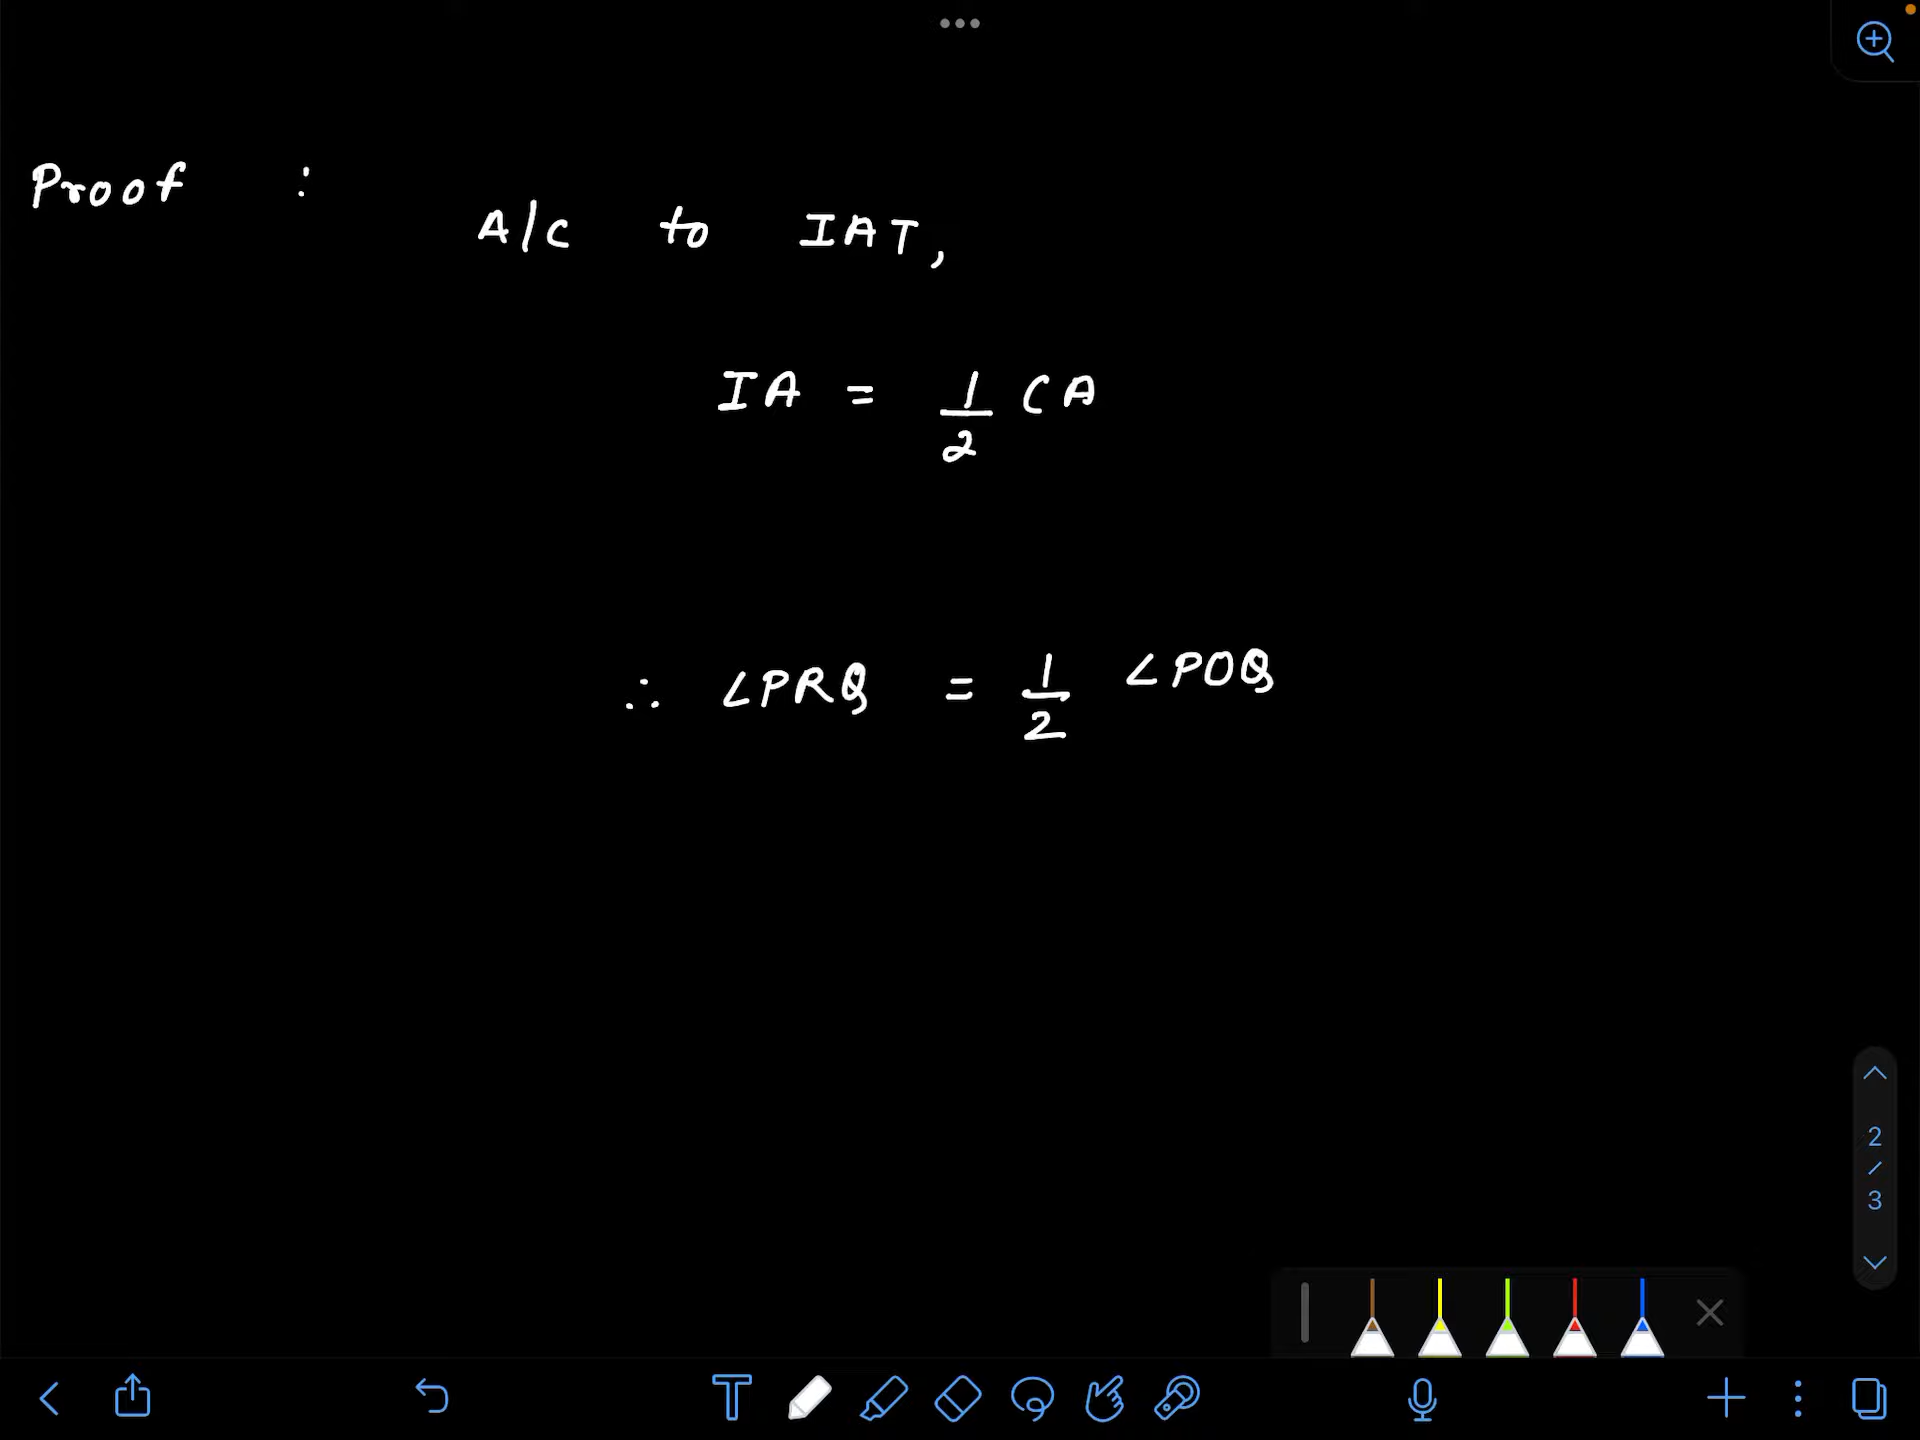 Proof :
A/C to IAT,
IA = 1/2 CA
∴ ∠PRQ = 1/2 ∠POQ
2
/
3